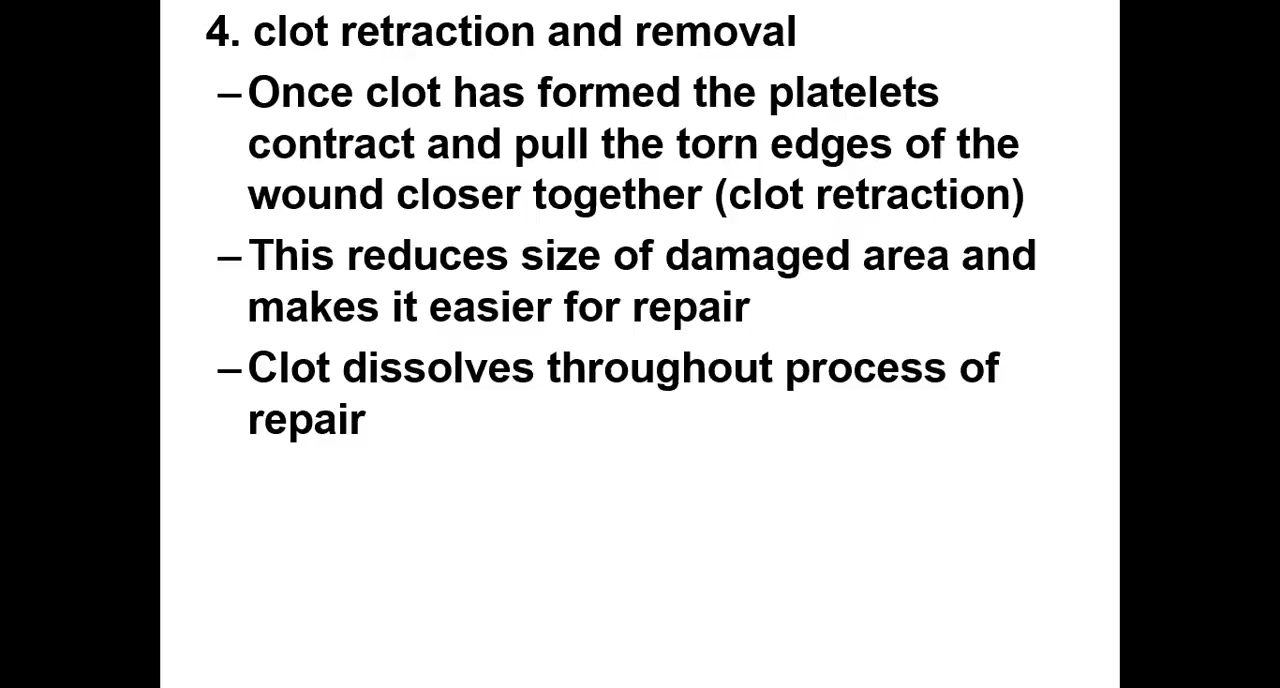 4. clot retraction and removal
–Once clot has formed the platelets
contract and pull the torn edges of the
wound closer together (clot retraction)
–This reduces size of damaged area and
makes it easier for repair
–Clot dissolves throughout process of
repair